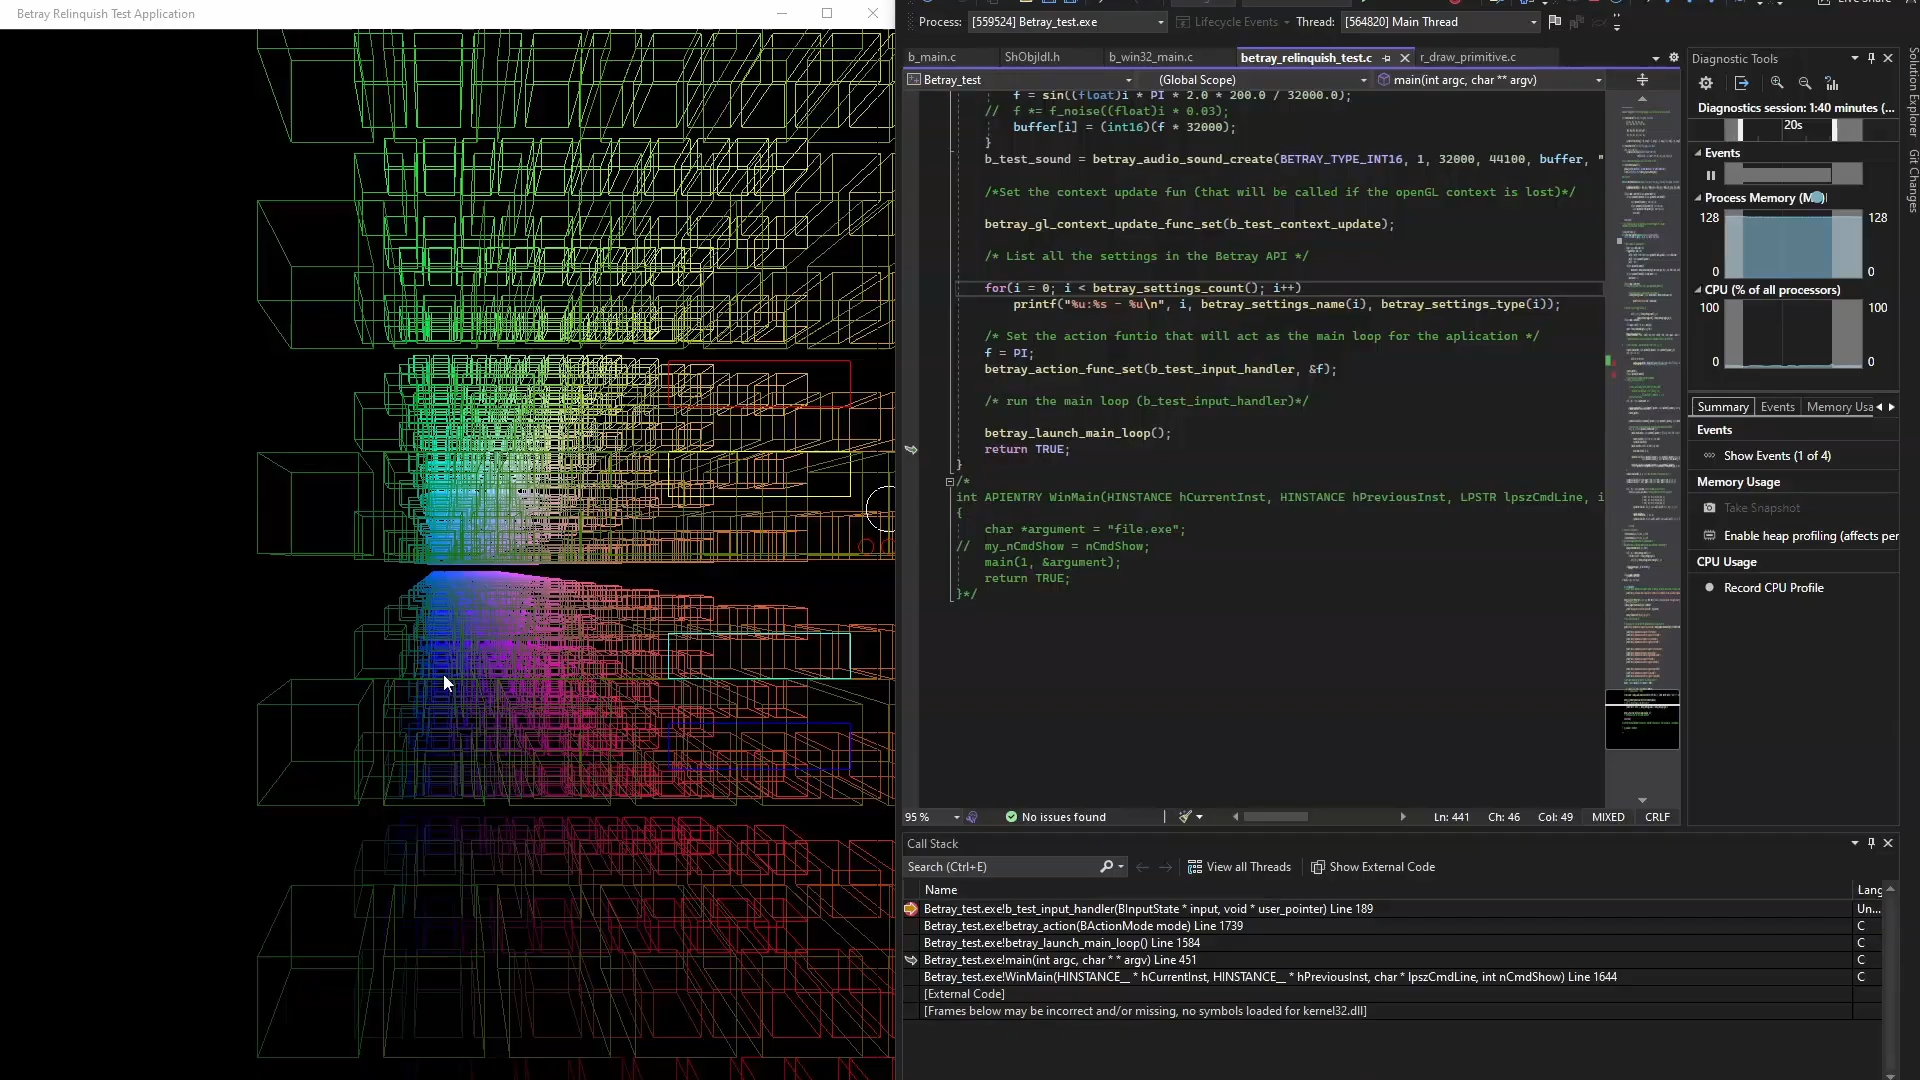 Betray Relinquish Test Application
Live Share
Process: [559524] Betray_test.exe Lifecycle Events Thread: [564820] Main Thread
b_main.c ShObjIdl.h b_win32_main.c betray_relinquish_test.c r_draw_primitive.c
Betray_test (Global Scope) main(int argc, char ** argv)
f = sin((float)i * PI * 2.0 * 200.0 / 32000.0);
// f *= f_noise((float)i * 0.03);
buffer[i] = (int16)(f * 32000);
}
b_test_sound = betray_audio_sound_create(BETRAY_TYPE_INT16, 1, 32000, 44100, buffer, "
/*Set the context update fun (that will be called if the openGL context is lost)*/
betray_gl_context_update_func_set(b_test_context_update);
/* List all the settings in the Betray API */
for(i = 0; i < betray_settings_count(); i++)
printf("%u:%s - %u\n", i, betray_settings_name(i), betray_settings_type(i));
/* Set the action funtio that will act as the main loop for the aplication */
f = PI;
betray_action_func_set(b_test_input_handler, &f);
/* run the main loop (b_test_input_handler)*/
betray_launch_main_loop();
return TRUE;
}
/*
int APIENTRY WinMain(HINSTANCE hCurrentInst, HINSTANCE hPreviousInst, LPSTR lpszCmdLine, i
{
char *argument = "file.exe";
// my_nCmdShow = nCmdShow;
main(1, &argument);
return TRUE;
}*/
95 % No issues found Ln: 441 Ch: 46 Col: 49 MIXED CRLF
Diagnostic Tools
Diagnostics session: 1:40 minutes (...
20s
Events
Process Memory (M
128 128
0 0
CPU (% of all processors)
100 100
0 0
Summary Events Memory Usa
Events
Show Events (1 of 4)
Memory Usage
Take Snapshot
Enable heap profiling (affects per
CPU Usage
Record CPU Profile
Solution Explorer
Git Changes
Call Stack
Search (Ctrl+E) View all Threads Show External Code
Name Lang
Betray_test.exe!b_test_input_handler(BInputState * input, void * user_pointer) Line 189 Un...
Betray_test.exe!betray_action(BActionMode mode) Line 1739 C
Betray_test.exe!betray_launch_main_loop() Line 1584 C
Betray_test.exe!main(int argc, char * * argv) Line 451 C
Betray_test.exe!WinMain(HINSTANCE__ * hCurrentInst, HINSTANCE__ * hPreviousInst, char * lpszCmdLine, int nCmdShow) Line 1644 C
[External Code]
[Frames below may be incorrect and/or missing, no symbols loaded for kernel32.dll]